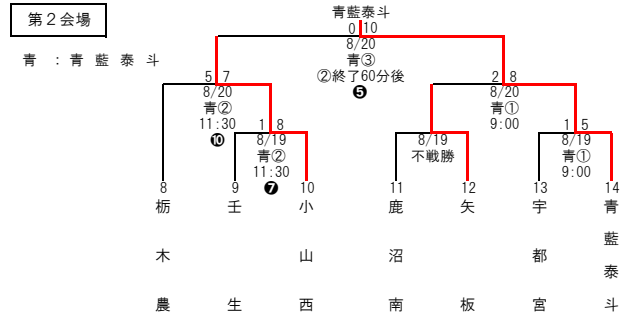 第２会場
青藍泰斗
0 10
8/20
青③
②終了60分後
❺
青 : 青 藍 泰 斗
5 7
8/20
青②
11:30
❿
2 8
8/20
青①
9:00
1 8
8/19
青②
11:30
❼
8/19
不戦勝
1 5
8/19
青①
9:00
8 9 10 11 12 13 14
栃木農
壬生
小山西
鹿沼南
矢板
宇都宮
青藍泰斗